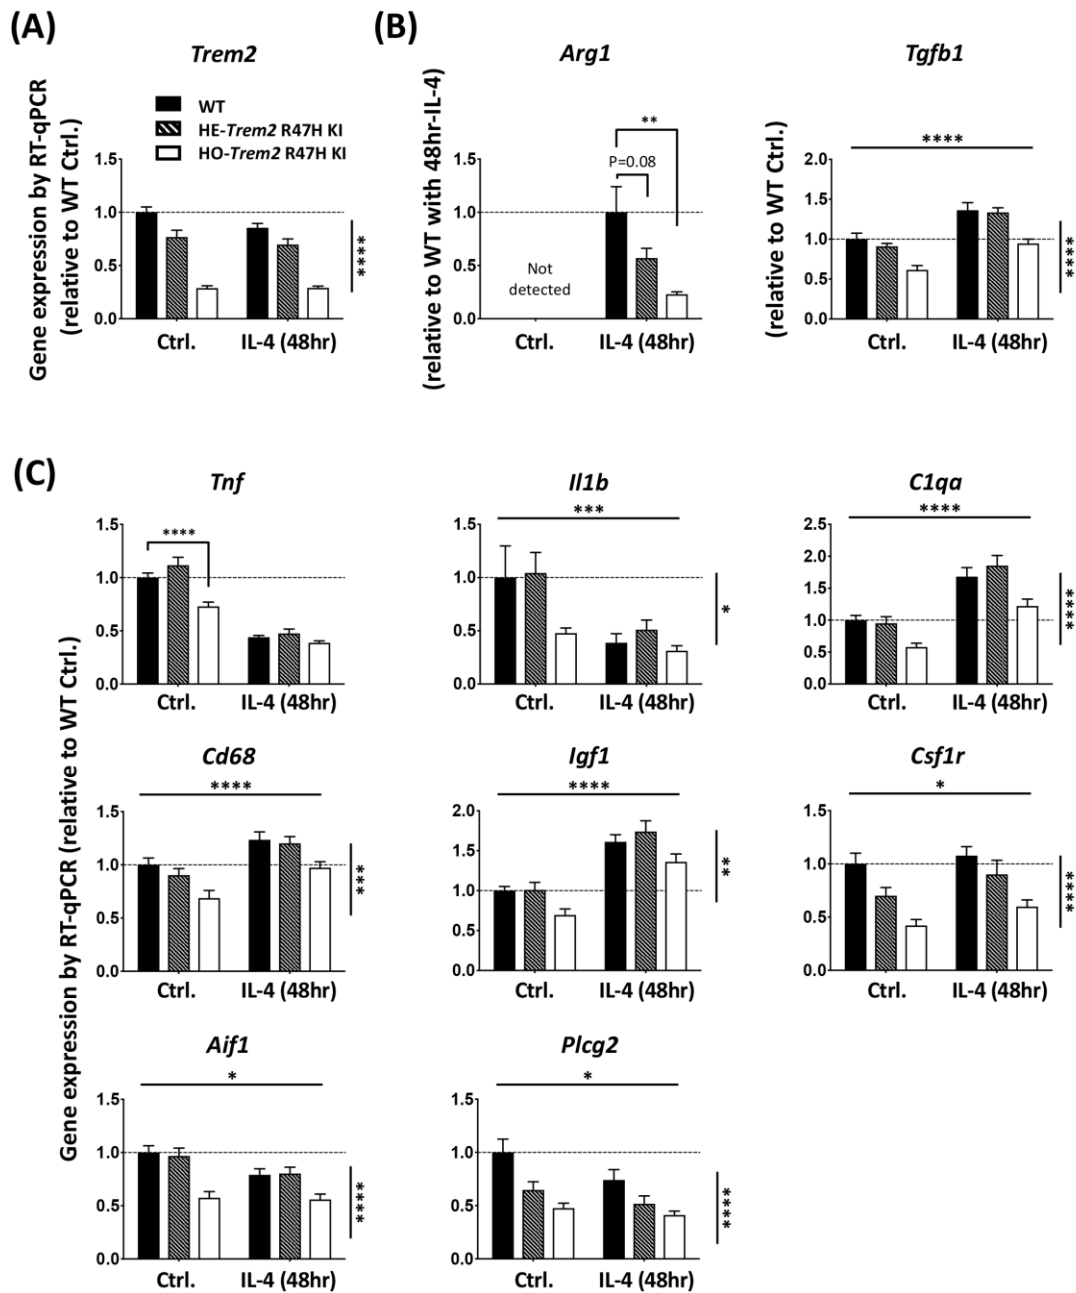 (A)
Trem2
Gene expression by RT-qPCR
(relative to WT Ctrl.)
WT
HE-Trem2 R47H KI
HO-Trem2 R47H KI
1.5
1.0
0.5
0.0
Ctrl.
IL-4 (48hr)
****
(B)
Arg1
(relative to WT with 48hr-IL-4)
1.5
1.0
0.5
0.0
**
P=0.08
Not
detected
Ctrl.
IL-4 (48hr)
Tgfb1
(relative to WT Ctrl.)
****
2.0
1.5
1.0
0.5
0.0
Ctrl.
IL-4 (48hr)
****
(C)
Gene expression by RT-qPCR (relative to WT Ctrl.)
Tnf
****
1.5
1.0
0.5
0.0
Ctrl.
IL-4 (48hr)
Il1b
***
1.5
1.0
0.5
0.0
Ctrl.
IL-4 (48hr)
*
C1qa
****
2.5
2.0
1.5
1.0
0.5
0.0
Ctrl.
IL-4 (48hr)
****
Cd68
****
1.5
1.0
0.5
0.0
Ctrl.
IL-4 (48hr)
***
Igf1
****
2.0
1.5
1.0
0.5
0.0
Ctrl.
IL-4 (48hr)
**
Csf1r
*
1.5
1.0
0.5
0.0
Ctrl.
IL-4 (48hr)
****
Aif1
*
1.5
1.0
0.5
0.0
Ctrl.
IL-4 (48hr)
****
Plcg2
*
1.5
1.0
0.5
0.0
Ctrl.
IL-4 (48hr)
****